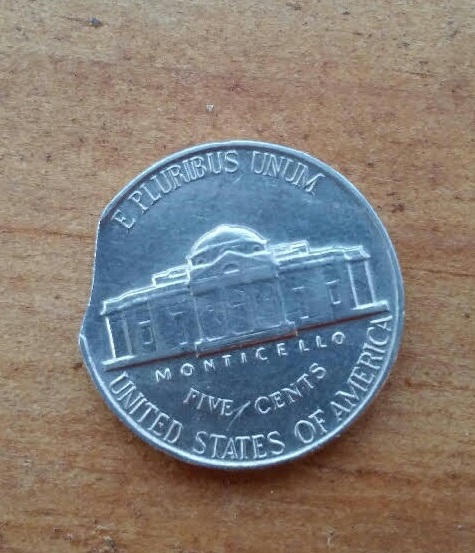 E PLURIBUS UNUM
MONTICELLO
FIVE CENTS
UNITED STATES OF AMERICA